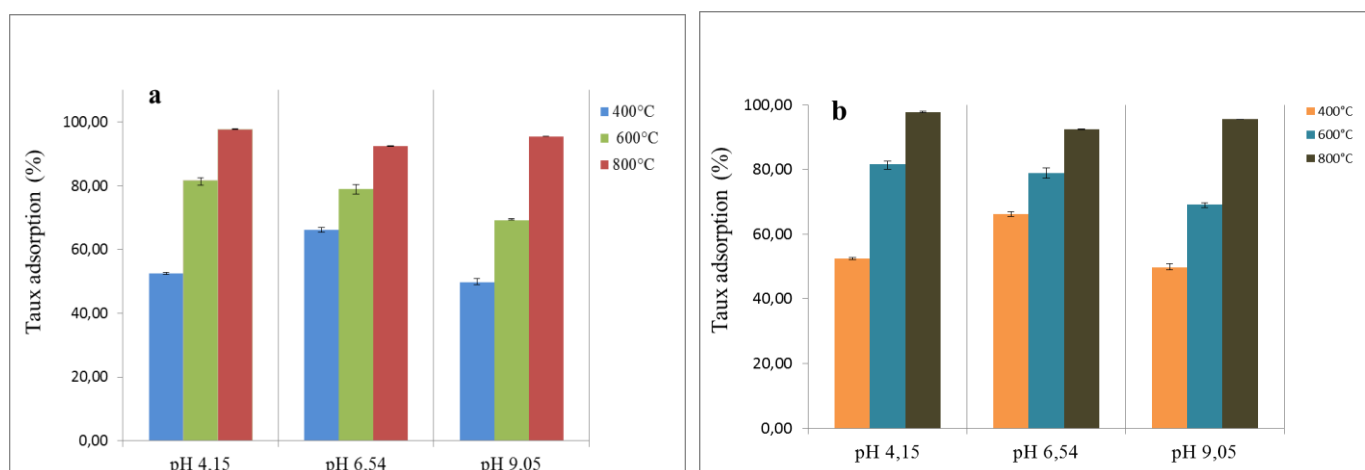 a
Taux adsorption (%)
100,00
80,00
60,00
40,00
20,00
0,00
pH 4,15
pH 6,54
pH 9,05
400°C
600°C
800°C
b
Taux adsorption (%)
100,00
80,00
60,00
40,00
20,00
0,00
pH 4,15
pH 6,54
pH 9,05
400°C
600°C
800°C